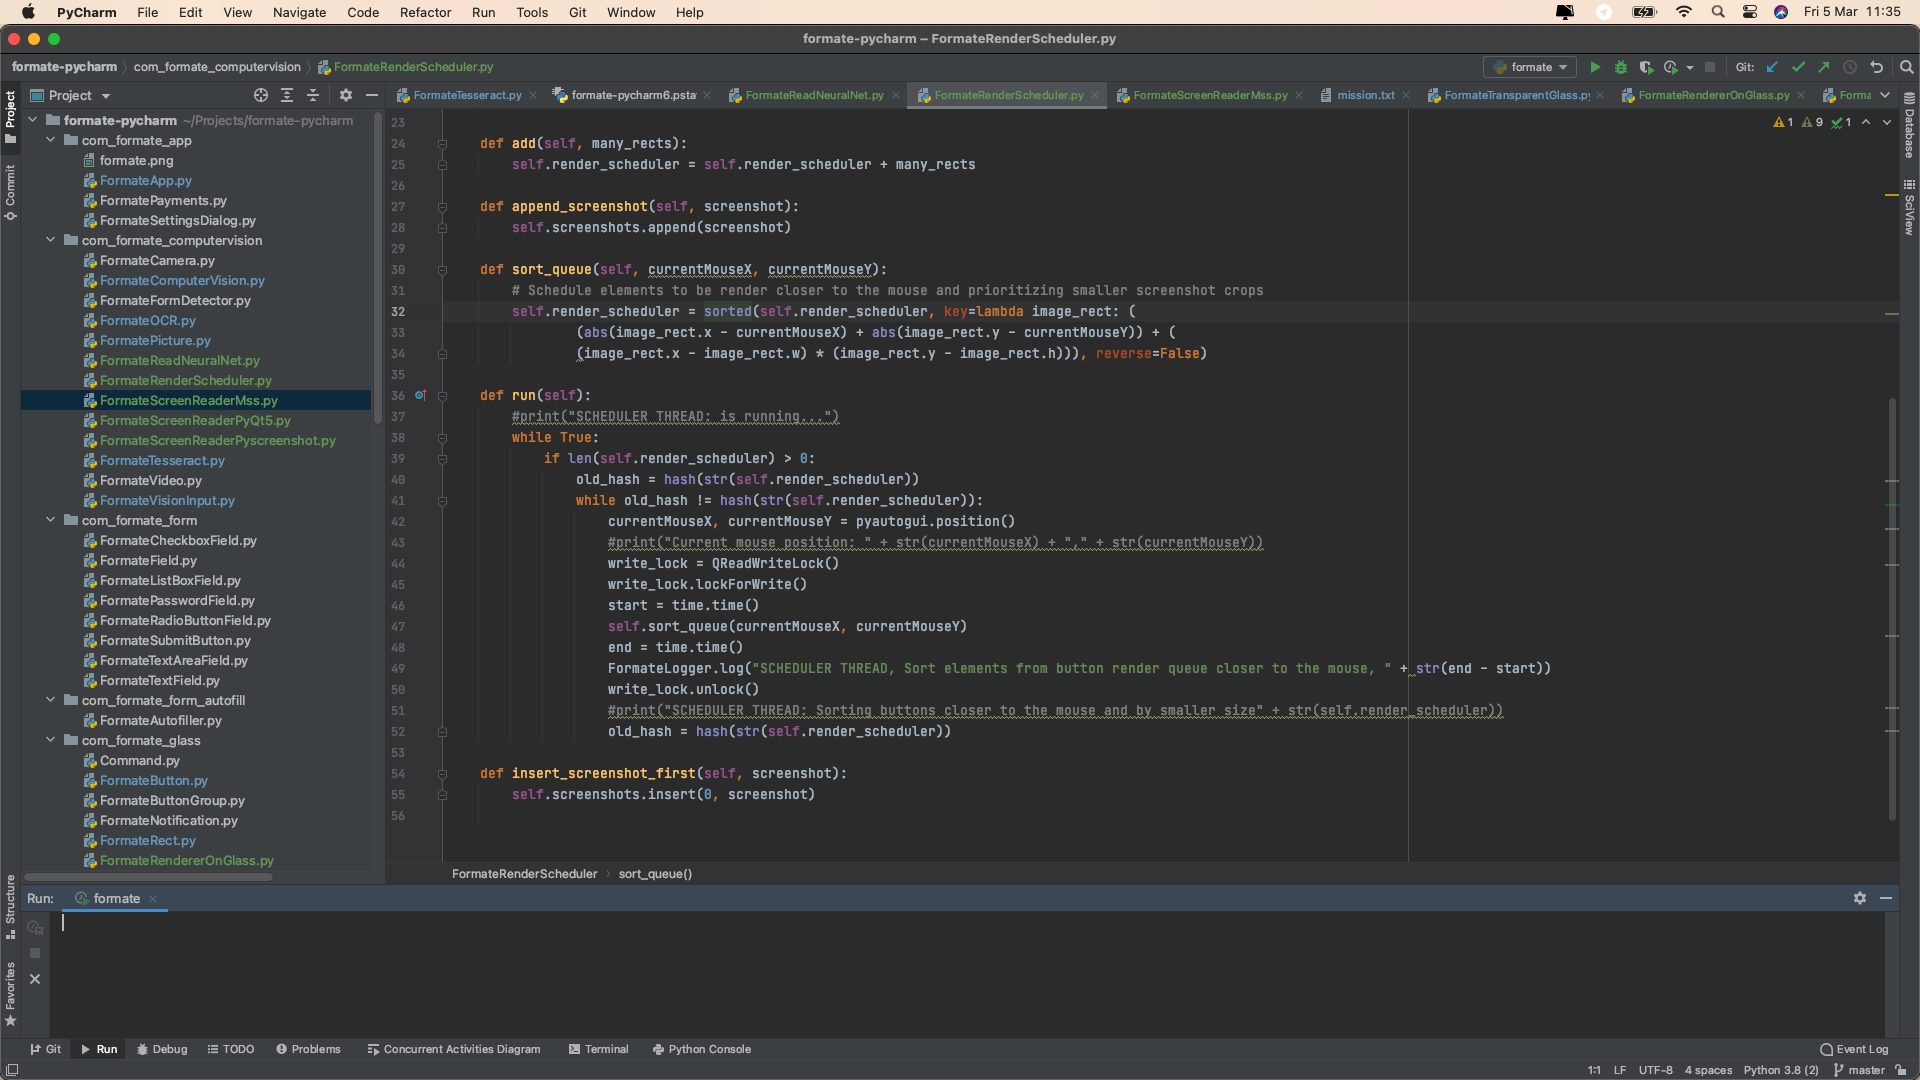 PyCharm File Edit View Navigate Code Refactor Run Tools Git Window Help Fri 5 Mar 11:35
formate-pycharm – FormateRenderScheduler.py
formate-pycharm com_formate_computervision FormateRenderScheduler.py formate Git:
Project
FormateTesseract.py formate-pycharm6.pstat FormateReadNeuralNet.py FormateRenderScheduler.py FormateScreenReaderMss.py mission.txt FormateTransparentGlass.py FormateRendererOnGlass.py Forma
Project
Commit
Structure
Favorites
Database
SciView
1 9 1
formate-pycharm ~/Projects/formate-pycharm
com_formate_app
formate.png
FormateApp.py
FormatePayments.py
FormateSettingsDialog.py
com_formate_computervision
FormateCamera.py
FormateComputerVision.py
FormateFormDetector.py
FormateOCR.py
FormatePicture.py
FormateReadNeuralNet.py
FormateRenderScheduler.py
FormateScreenReaderMss.py
FormateScreenReaderPyQt5.py
FormateScreenReaderPyscreenshot.py
FormateTesseract.py
FormateVideo.py
FormateVisionInput.py
com_formate_form
FormateCheckboxField.py
FormateField.py
FormateListBoxField.py
FormatePasswordField.py
FormateRadioButtonField.py
FormateSubmitButton.py
FormateTextAreaField.py
FormateTextField.py
com_formate_form_autofill
FormateAutofiller.py
com_formate_glass
Command.py
FormateButton.py
FormateButtonGroup.py
FormateNotification.py
FormateRect.py
FormateRendererOnGlass.py
23
24 def add(self, many_rects):
25 self.render_scheduler = self.render_scheduler + many_rects
26
27 def append_screenshot(self, screenshot):
28 self.screenshots.append(screenshot)
29
30 def sort_queue(self, currentMouseX, currentMouseY):
31 # Schedule elements to be render closer to the mouse and prioritizing smaller screenshot crops
32 self.render_scheduler = sorted(self.render_scheduler, key=lambda image_rect: (
33 (abs(image_rect.x - currentMouseX) + abs(image_rect.y - currentMouseY)) + (
34 (image_rect.x - image_rect.w) * (image_rect.y - image_rect.h))), reverse=False)
35
36 def run(self):
37 #print("SCHEDULER THREAD: is running...")
38 while True:
39 if len(self.render_scheduler) > 0:
40 old_hash = hash(str(self.render_scheduler))
41 while old_hash != hash(str(self.render_scheduler)):
42 currentMouseX, currentMouseY = pyautogui.position()
43 #print("Current mouse position: " + str(currentMouseX) + "," + str(currentMouseY))
44 write_lock = QReadWriteLock()
45 write_lock.lockForWrite()
46 start = time.time()
47 self.sort_queue(currentMouseX, currentMouseY)
48 end = time.time()
49 FormateLogger.log("SCHEDULER THREAD, Sort elements from button render queue closer to the mouse, " + str(end - start))
50 write_lock.unlock()
51 #print("SCHEDULER THREAD: Sorting buttons closer to the mouse and by smaller size" + str(self.render_scheduler))
52 old_hash = hash(str(self.render_scheduler))
53
54 def insert_screenshot_first(self, screenshot):
55 self.screenshots.insert(0, screenshot)
56
FormateRenderScheduler sort_queue()
Run: formate
Git Run Debug TODO Problems Concurrent Activities Diagram Terminal Python Console Event Log
1:1 LF UTF-8 4 spaces Python 3.8 (2) master